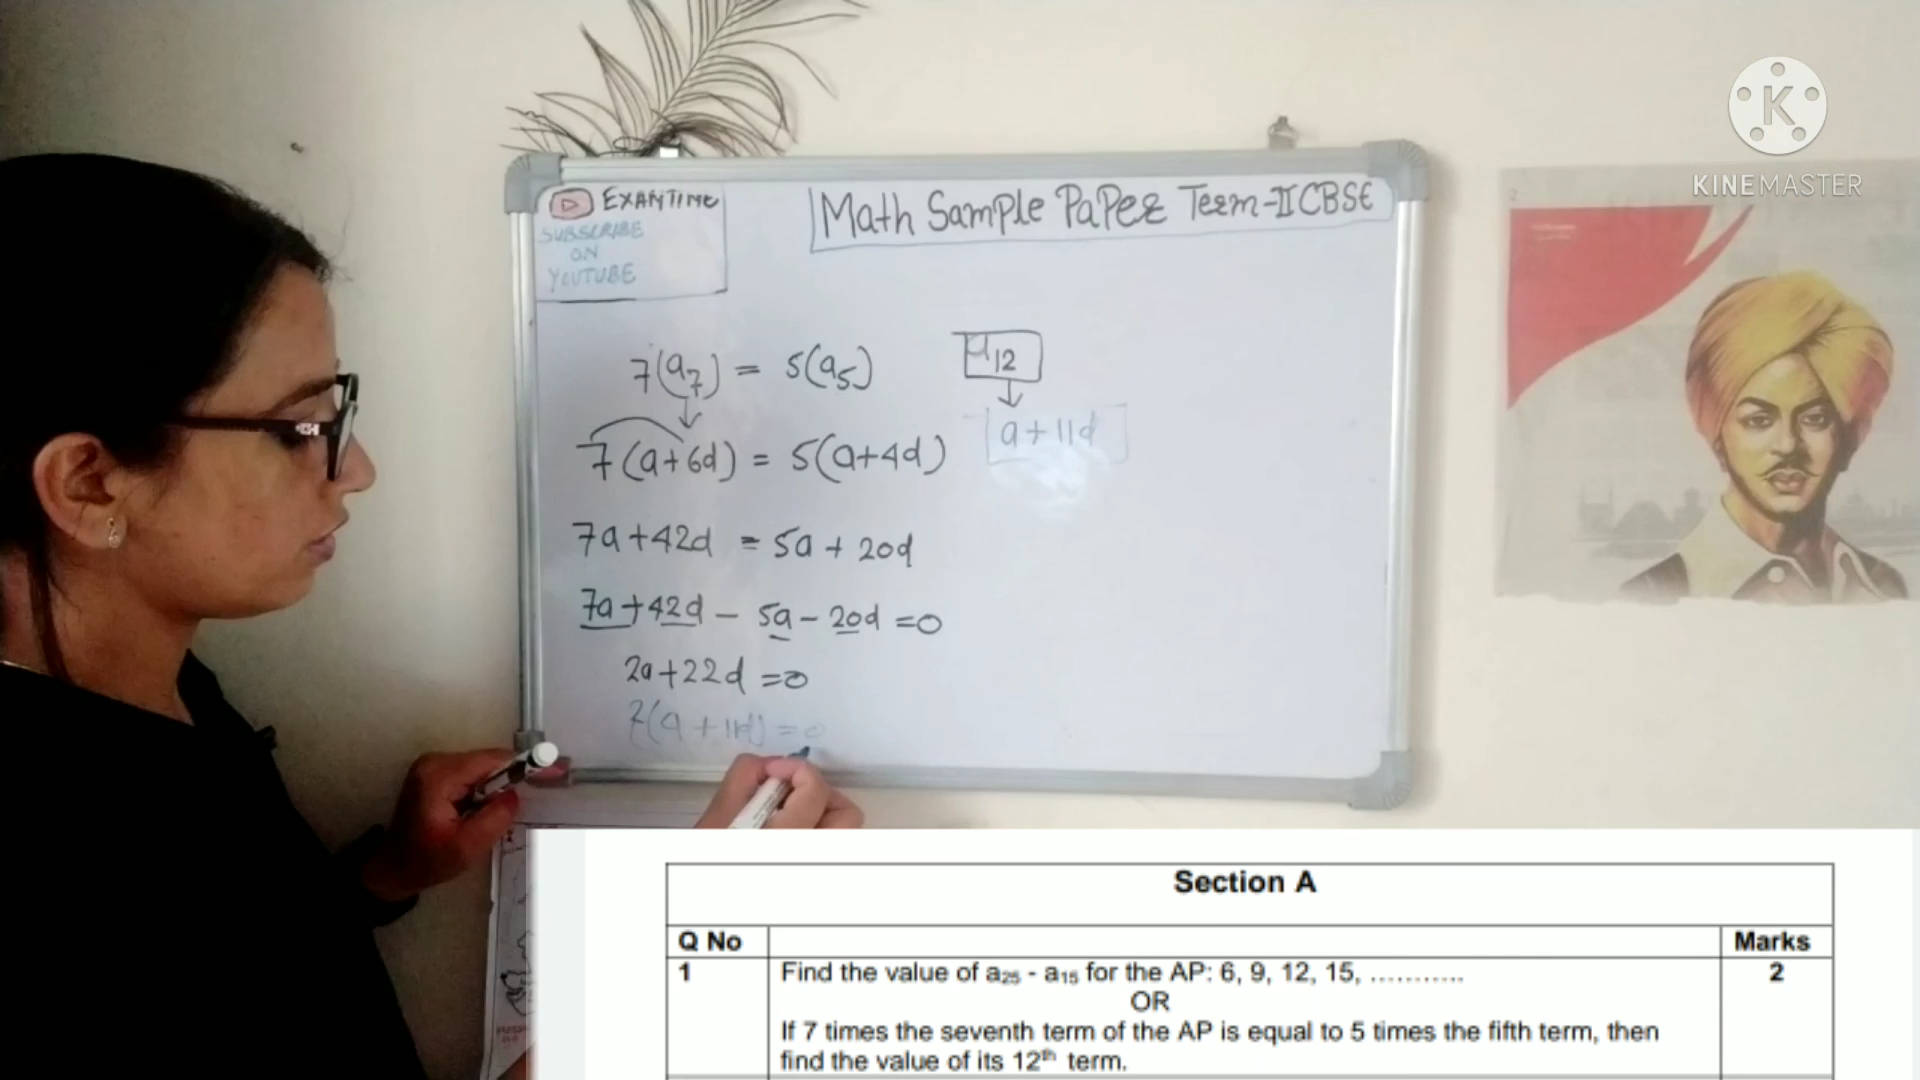 KINEMASTER
EXAMTIME
SUBSCRIBE
ON
YOUTUBE
Math Sample PaPer Term-II CBSE
7(a₇) = 5(a₅)
a₁₂
7(a+6d) = 5(a+4d)
a+11d
7a+42d = 5a+20d
7a+42d - 5a - 20d =0
2a+22d =0
2(a+11d) =0
Section A
Q No Marks
1 Find the value of a₂₅ - a₁₅ for the AP: 6, 9, 12, 15, ………… 2
OR
If 7 times the seventh term of the AP is equal to 5 times the fifth term, then
find the value of its 12ᵗʰ term.